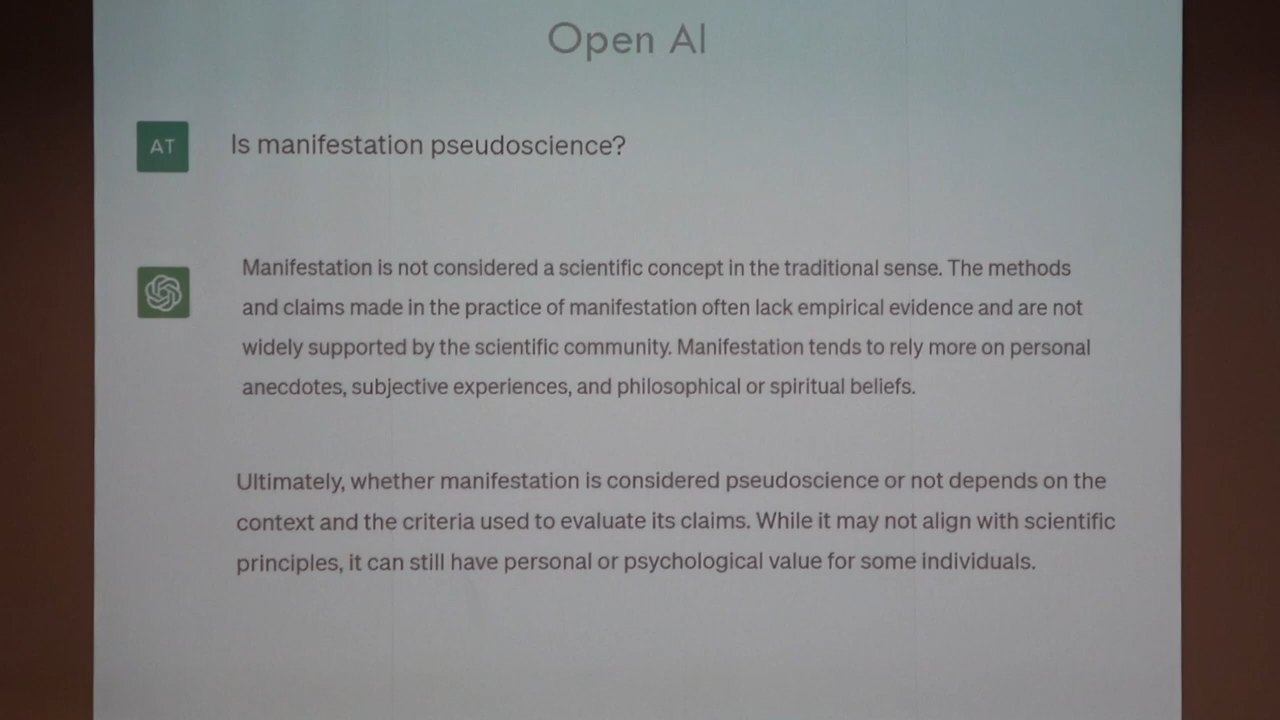 Open AI
AT
Is manifestation pseudoscience?
Manifestation is not considered a scientific concept in the traditional sense. The methods
and claims made in the practice of manifestation often lack empirical evidence and are not
widely supported by the scientific community. Manifestation tends to rely more on personal
anecdotes, subjective experiences, and philosophical or spiritual beliefs.
Ultimately, whether manifestation is considered pseudoscience or not depends on the
context and the criteria used to evaluate its claims. While it may not align with scientific
principles, it can still have personal or psychological value for some individuals.